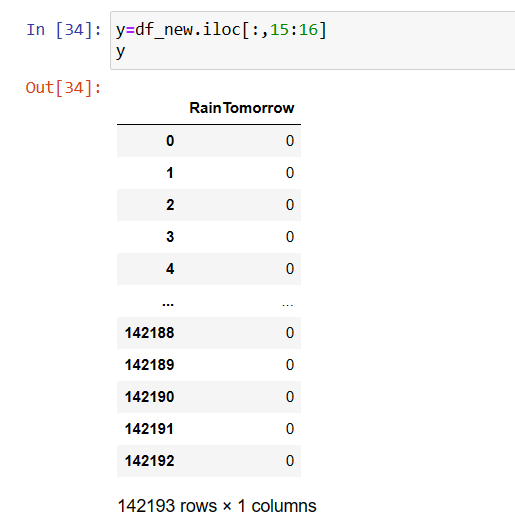 In [34]: y=df_new.iloc[:,15:16]
y
Out[34]:
RainTomorrow
0 0
1 0
2 0
3 0
4 0
... ...
142188 0
142189 0
142190 0
142191 0
142192 0
142193 rows × 1 columns